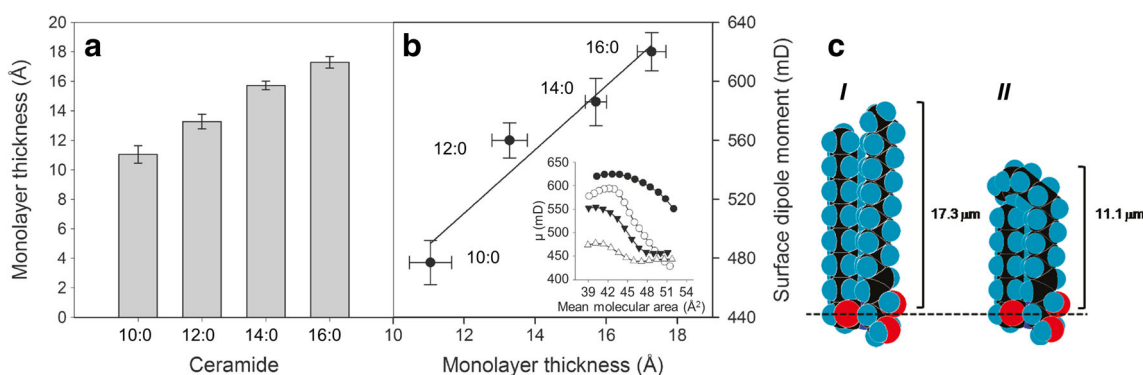 a
Monolayer thickness (Å)
20
18
16
14
12
10
8
6
4
2
0
10:0 12:0 14:0 16:0
Ceramide
b
16:0
14:0
12:0
10:0
650
600
550
500
450
400
μ (mD)
39 42 45 48 51 54
Mean molecular area (Å²)
10 12 14 16 18
Monolayer thickness (Å)
640
600
560
520
480
440
Surface dipole moment (mD)
c
I
II
17.3 μm
11.1 μm